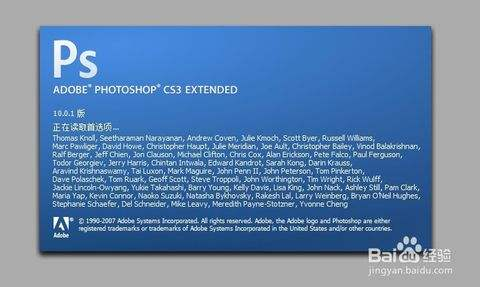 Ps
ADOBE® PHOTOSHOP® CS3 EXTENDED
10.0.1 版
正在读取首选项...
Thomas Knoll, Seetharaman Narayanan, Andrew Coven, Julie Kmoch, Scott Byer, Russell Williams,
Marc Pawliger, David Howe, Christopher Haupt, Julie Meridian, Joe Ault, Christopher Bailey, Vinod Balakrishnan,
Ralf Berger, Jeff Chien, Jon Clauson, Michael Clifton, Chris Cox, Alan Erickson, Pete Falco, Paul Ferguson,
Todor Georgiev, Jerry Harris, Chintan Intwala, Edward Kandrot, Sarah Kong, Darin Krauss,
Aravind Krishnaswamy, Tai Luxon, Mark Maguire, John Penn II, John Peterson, Tom Pinkerton,
Dave Polaschek, Tom Ruark, Geoff Scott, Steve Troppoli, John Worthington, Tim Wright, Rick Wulff,
Jackie Lincoln-Owyang, Yukie Takahashi, Barry Young, Kelly Davis, Lisa King, John Nack, Ashley Still, Pam Clark,
Maria Yap, Kevin Connor, Naoko Suzuki, Natasha Bykhovsky, Rakesh Lal, Larry Weinberg, Bryan O'Neil Hughes,
Stephanie Schaefer, Del Schneider, Mike Leavy, Meredith Payne-Stotzner, Yvonne Cheng
© 1990-2007 Adobe Systems Incorporated. All rights reserved. Adobe, the Adobe logo and Photoshop are either
registered trademarks or trademarks of Adobe Systems Incorporated in the United States and/or other countries.
Adobe
Bai 经验
jingyan.baidu.com